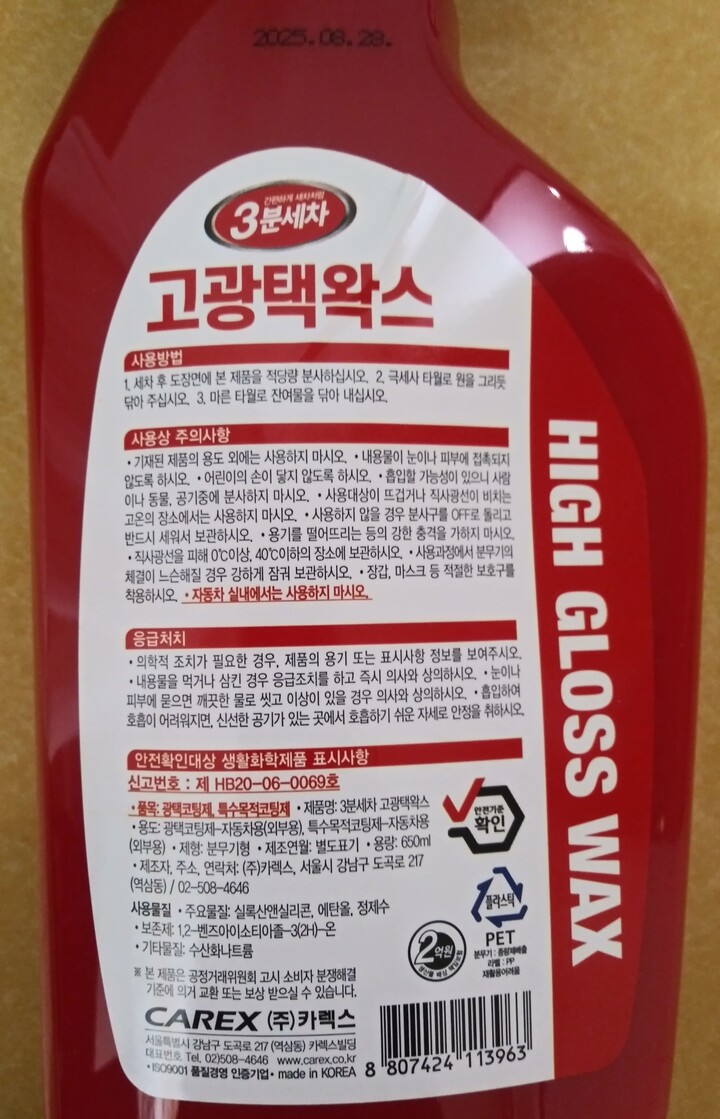 2025.08.28.
간편하게 새차처럼
3분세차
고광택왁스
사용방법
1. 세차 후 도장면에 본 제품을 적당량 분사하십시오. 2. 극세사 타월로 원을 그리듯
닦아 주십시오. 3. 마른 타월로 잔여물을 닦아 내십시오.
사용상 주의사항
• 기재된 제품의 용도 외에는 사용하지 마시오. • 내용물이 눈이나 피부에 접촉되지
않도록 하시오. • 어린이의 손이 닿지 않도록 하시오. • 흡입할 가능성이 있으니 사람
이나 동물, 공기중에 분사하지 마시오. • 사용대상이 뜨겁거나 직사광선이 비치는
고온의 장소에서는 사용하지 마시오. • 사용하지 않을 경우 분사구를 OFF로 돌리고
반드시 세워서 보관하시오. • 용기를 떨어뜨리는 등의 강한 충격을 가하지 마시오.
• 직사광선을 피해 0℃이상, 40℃이하의 장소에 보관하시오. • 사용과정에서 분무기의
체결이 느슨해질 경우 강하게 잠궈 보관하시오. • 장갑, 마스크 등 적절한 보호구를
착용하시오. • 자동차 실내에서는 사용하지 마시오.
응급처치
• 의학적 조치가 필요한 경우, 제품의 용기 또는 표시사항 정보를 보여주시오.
• 내용물을 먹거나 삼킨 경우 응급조치를 하고 즉시 의사와 상의하시오. • 눈이나
피부에 묻으면 깨끗한 물로 씻고 이상이 있을 경우 의사와 상의하시오. • 흡입하여
호흡이 어려워지면, 신선한 공기가 있는 곳에서 호흡하기 쉬운 자세로 안정을 취하시오.
안전확인대상 생활화학제품 표시사항
신고번호 : 제 HB20-06-0069호
• 품목: 광택코팅제, 특수목적코팅제 • 제품명: 3분세차 고광택왁스
• 용도: 광택코팅제-자동차용(외부용), 특수목적코팅제-자동차용
(외부용) • 제형: 분무기형 • 제조연월: 별도표기 • 용량: 650ml
• 제조자, 주소, 연락처: (주)카렉스, 서울시 강남구 도곡로 217
(역삼동) / 02-508-4646
사용물질 • 주요물질: 실록산앤실리콘, 에탄올, 정제수
• 보존제: 1,2-벤즈아이소티아졸-3(2H)-온
• 기타물질: 수산화나트륨
※ 본 제품은 공정거래위원회 고시 소비자 분쟁해결
기준에 의거 교환 또는 보상 받으실 수 있습니다.
CAREX (주)카렉스
서울특별시 강남구 도곡로 217 (역삼동) 카렉스빌딩
대표번호 Tel. 02)508-4646 www.carex.co.kr
• ISO9001 품질경영 인증기업 • made in KOREA
안전기준
확인
플라스틱
PET
분무기 : 종량제배출
라벨 : PP
재활용어려움
2억원
생산물 배상 책임보험
8 807424 113963
HIGH GLOSS WAX